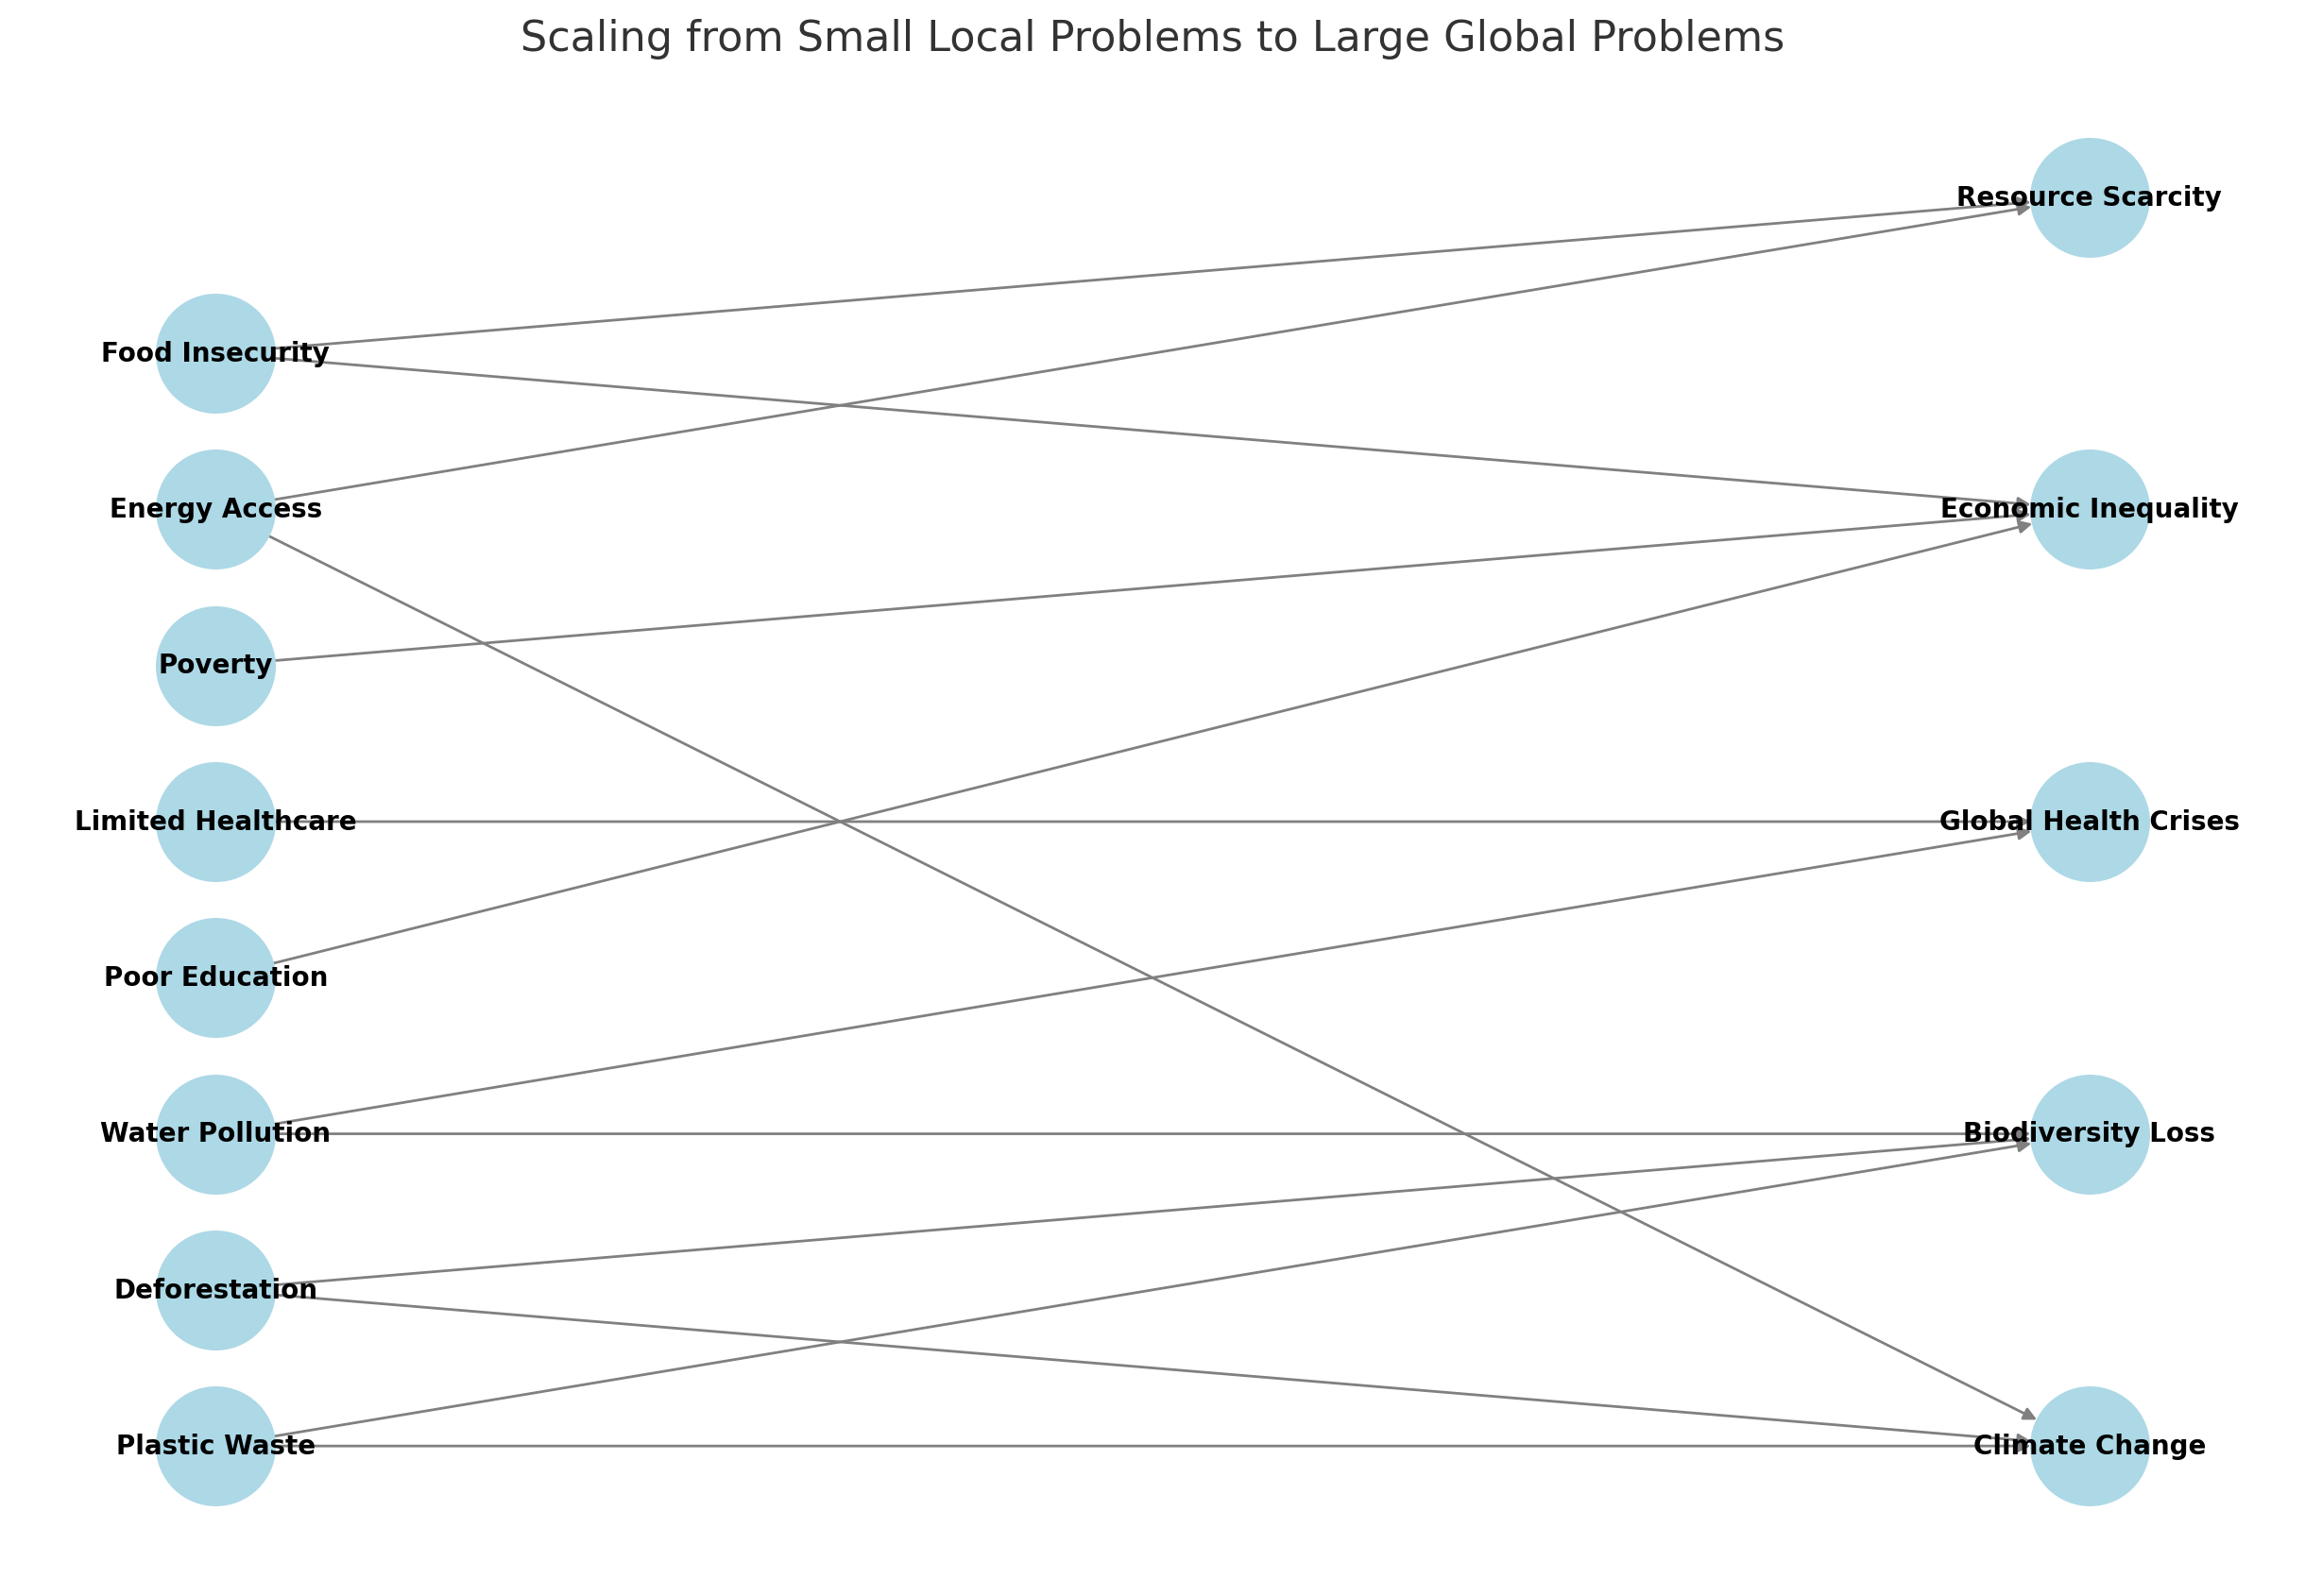 Scaling from Small Local Problems to Large Global Problems
Resource Scarcity
Food Insecurity
Energy Access
Economic Inequality
Poverty
Limited Healthcare
Global Health Crises
Poor Education
Water Pollution
Biodiversity Loss
Deforestation
Plastic Waste
Climate Change